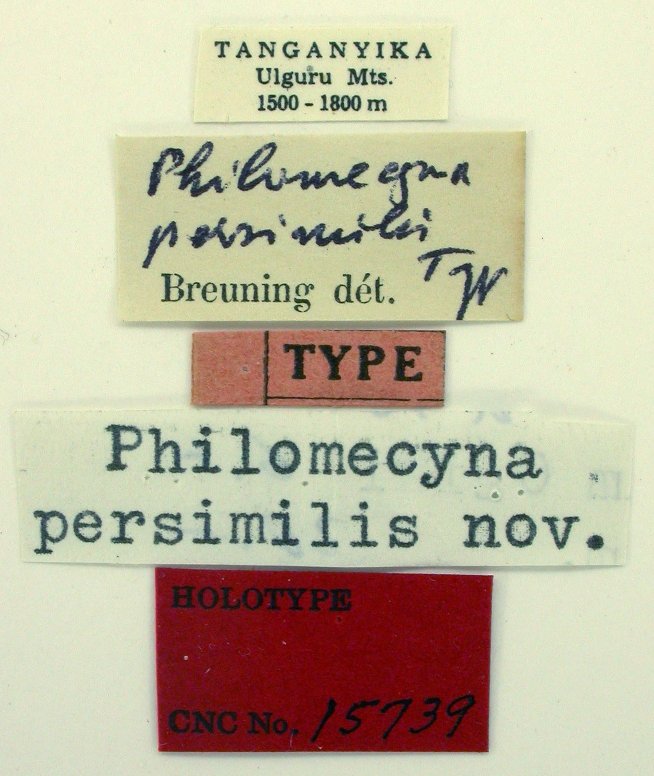 TANGANYIKA
Ulguru Mts.
1500 - 1800 m
Philomecyna
persimilis
Breuning dét.
TYPE
Philomecyna
persimilis nov.
HOLOTYPE
CNC No. 15739